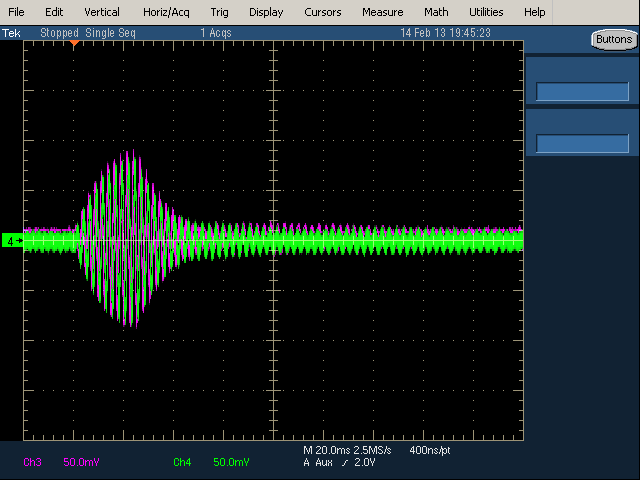 File Edit Vertical Horiz/Acq Trig Display Cursors Measure Math Utilities Help
Tek Stopped Single Seq 1 Acqs 14 Feb 13 19:45:23 Buttons
4
M 20.0ms 2.5MS/s 400ns/pt
Ch3 50.0mV Ch4 50.0mV A Aux 2.0V